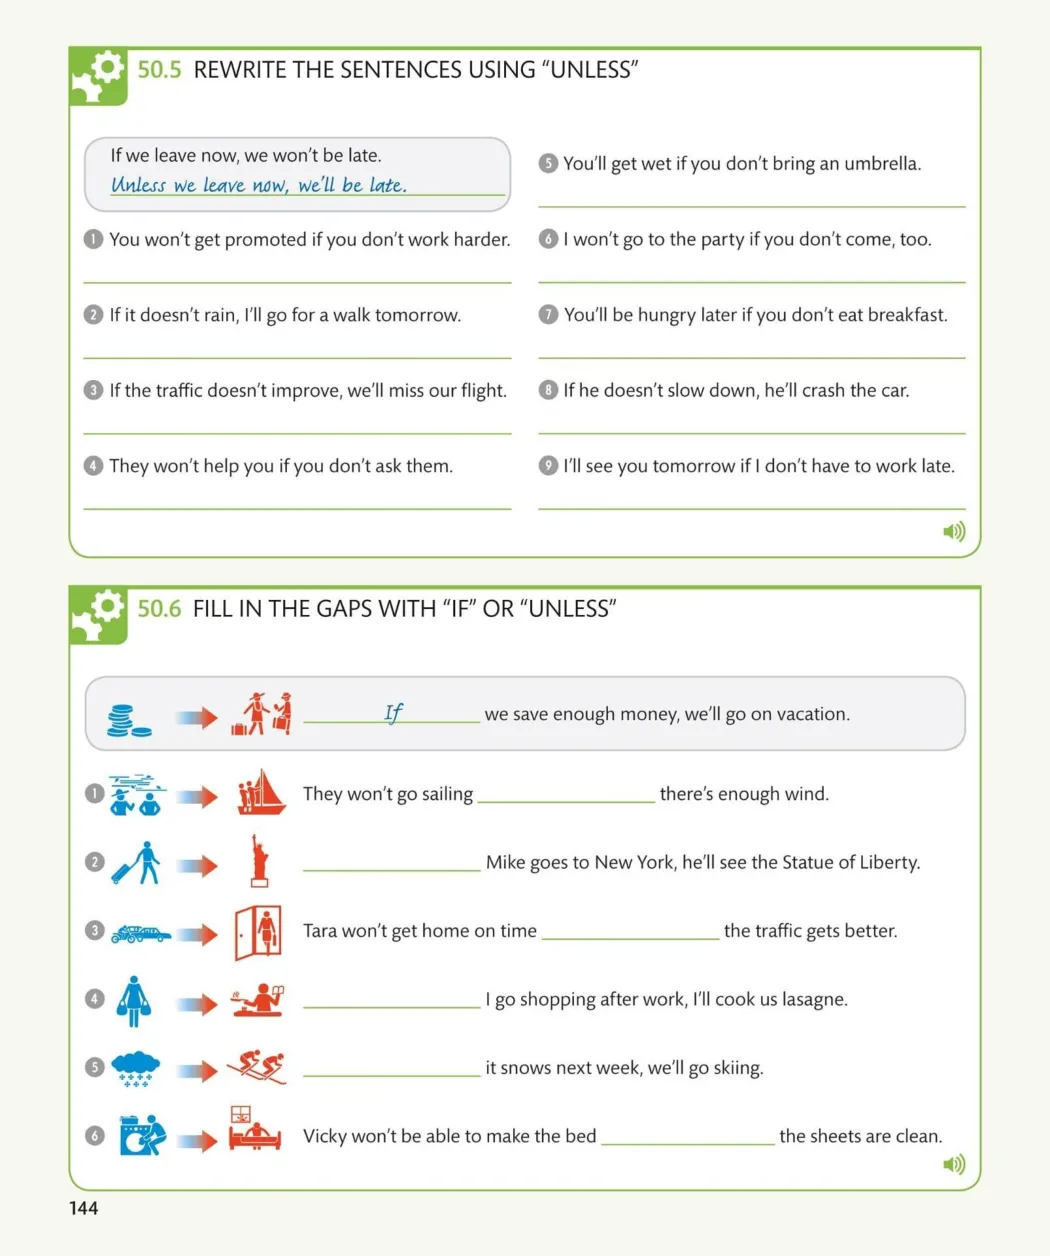 50.5 REWRITE THE SENTENCES USING “UNLESS”
If we leave now, we won’t be late.
Unless we leave now, we’ll be late.
1 You won’t get promoted if you don’t work harder.
2 If it doesn’t rain, I’ll go for a walk tomorrow.
3 If the traffic doesn’t improve, we’ll miss our flight.
4 They won’t help you if you don’t ask them.
5 You’ll get wet if you don’t bring an umbrella.
6 I won’t go to the party if you don’t come, too.
7 You’ll be hungry later if you don’t eat breakfast.
8 If he doesn’t slow down, he’ll crash the car.
9 I’ll see you tomorrow if I don’t have to work late.
50.6 FILL IN THE GAPS WITH “IF” OR “UNLESS”
If we save enough money, we’ll go on vacation.
1 They won’t go sailing ____ there’s enough wind.
2 ____ Mike goes to New York, he’ll see the Statue of Liberty.
3 Tara won’t get home on time ____ the traffic gets better.
4 ____ I go shopping after work, I’ll cook us lasagne.
5 ____ it snows next week, we’ll go skiing.
6 Vicky won’t be able to make the bed ____ the sheets are clean.
144